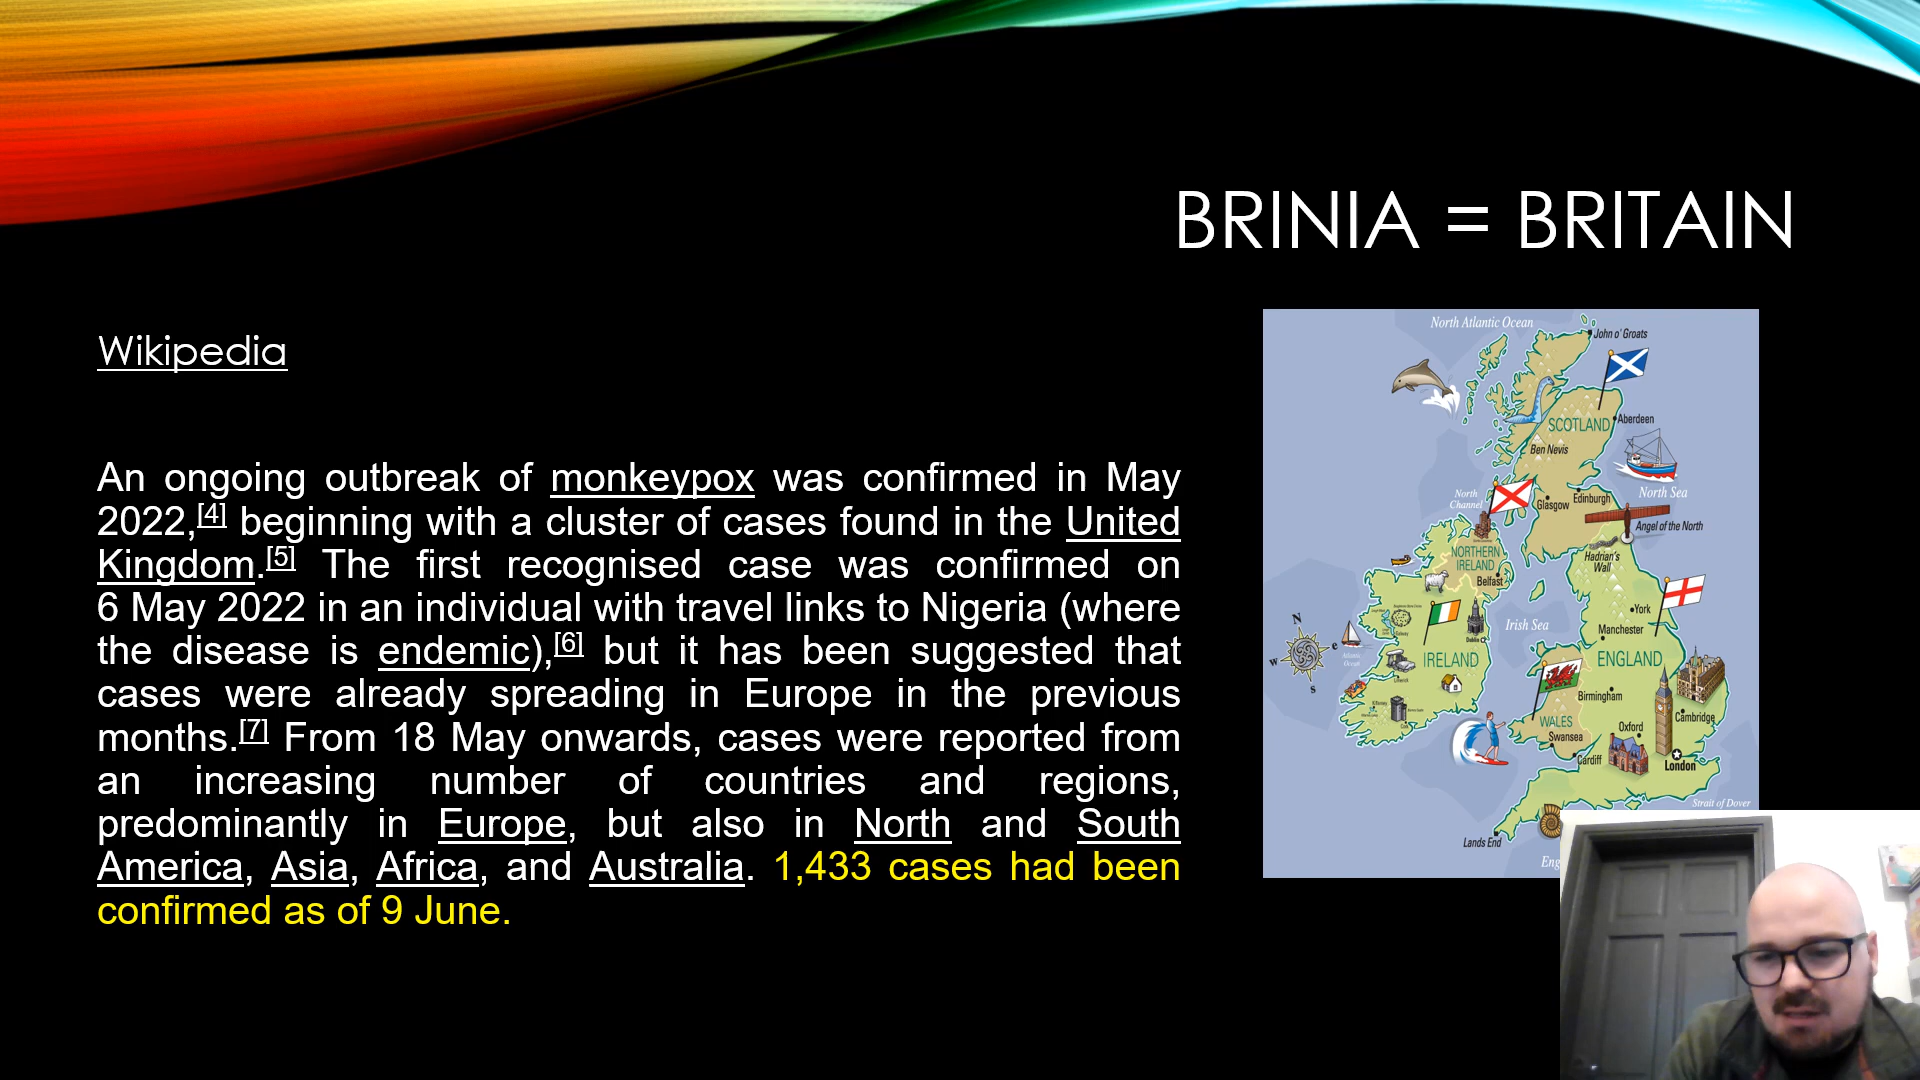 BRINIA = BRITAIN
Wikipedia
An ongoing outbreak of monkeypox was confirmed in May
2022,[4] beginning with a cluster of cases found in the United
Kingdom.[5] The first recognised case was confirmed on
6 May 2022 in an individual with travel links to Nigeria (where
the disease is endemic),[6] but it has been suggested that
cases were already spreading in Europe in the previous
months.[7] From 18 May onwards, cases were reported from
an increasing number of countries and regions,
predominantly in Europe, but also in North and South
America, Asia, Africa, and Australia. 1,433 cases had been
confirmed as of 9 June.
North Atlantic Ocean
John o' Groats
SCOTLAND
Aberdeen
Ben Nevis
North
Channel
Glasgow
Edinburgh
North Sea
Angel of the North
NORTHERN
IRELAND
Belfast
Hadrian's
Wall
York
Irish Sea
Manchester
Dublin
IRELAND
ENGLAND
N
W
e
S
Atlantic
Ocean
Birmingham
WALES
Oxford
Cambridge
Swansea
Cardiff
London
Strait of Dover
Lands End
Eng